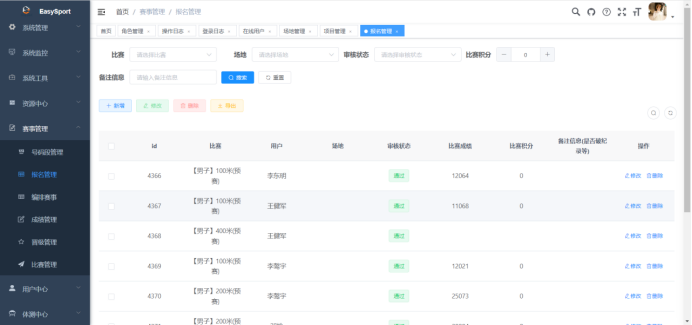 EasySport
首页 / 赛事管理 / 报名管理
首页 角色管理 × 操作日志 × 登录日志 × 在线用户 × 场地管理 × 项目管理 × 报名管理 ×
系统管理
系统监控
系统工具
资源中心
赛事管理
号码段管理
报名管理
编排赛事
成绩管理
晋级管理
比赛管理
用户中心
体测中心
比赛 请选择比赛 场地 请选择场地 审核状态 请选择审核状态 比赛积分 − 0 +
备注信息 请输入备注信息 搜索 重置
+ 新增 修改 删除 导出
id 比赛 用户 场地 审核状态 比赛成绩 比赛积分 备注信息(是否破纪
录等) 操作
4366 【男子】100米(预
赛) 李东明 通过 12064 0 修改 删除
4367 【男子】100米(预
赛) 王健军 通过 11068 0 修改 删除
4368 【男子】400米(预
赛) 王健军 通过 0 修改 删除
4369 【男子】100米(预
赛) 通过 12021 0 修改 删除
4370 【男子】200米(预
赛) 通过 25073 0 修改 删除
【男子】200米(预